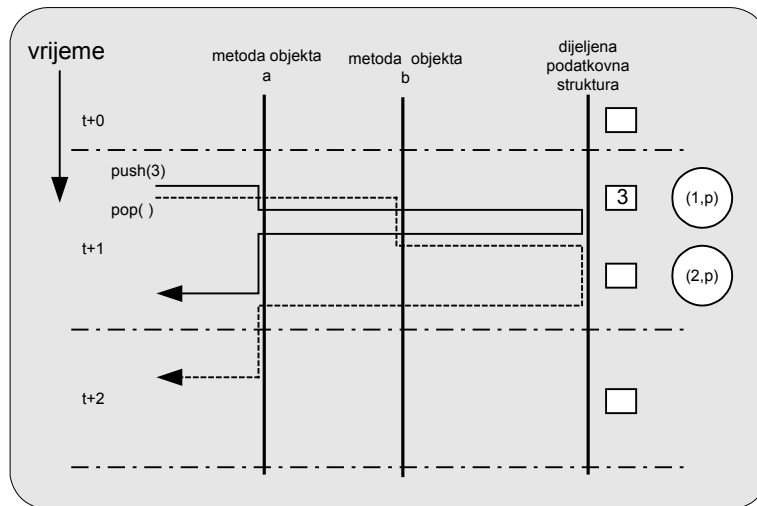 vrijeme
metoda objekta
a
metoda objekta
b
dijeljena
podatkovna
struktura
t+0
push(3)
pop( )
3
(1,p)
t+1
(2,p)
t+2